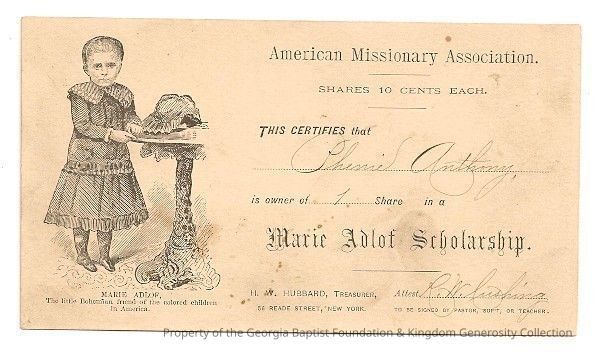 American Missionary Association.
SHARES 10 CENTS EACH.
THIS CERTIFIES that
Phenie Anthony,
is owner of 1 Share in a
Marie Adlof Scholarship.
H. W. HUBBARD, TREASURER,
56 READE STREET, NEW YORK.
Attest R. W. Cushing
TO BE SIGNED BY PASTOR, SUP'T, OR TEACHER.
MARIE ADLOF,
The little Bohemian friend of the colored children
in America.
Property of the Georgia Baptist Foundation & Kingdom Generosity Collection